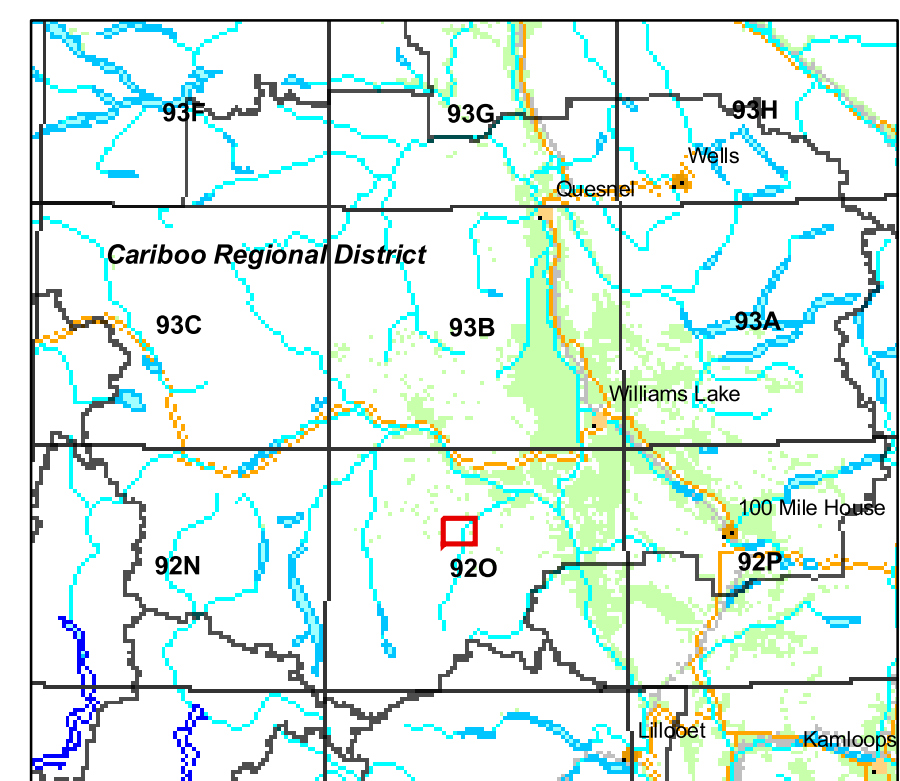 93F
93G
93H
Wells
Quesnel
Cariboo Regional District
93C
93B
93A
Williams Lake
100 Mile House
92N
92O
92P
Lillooet
Kamloops